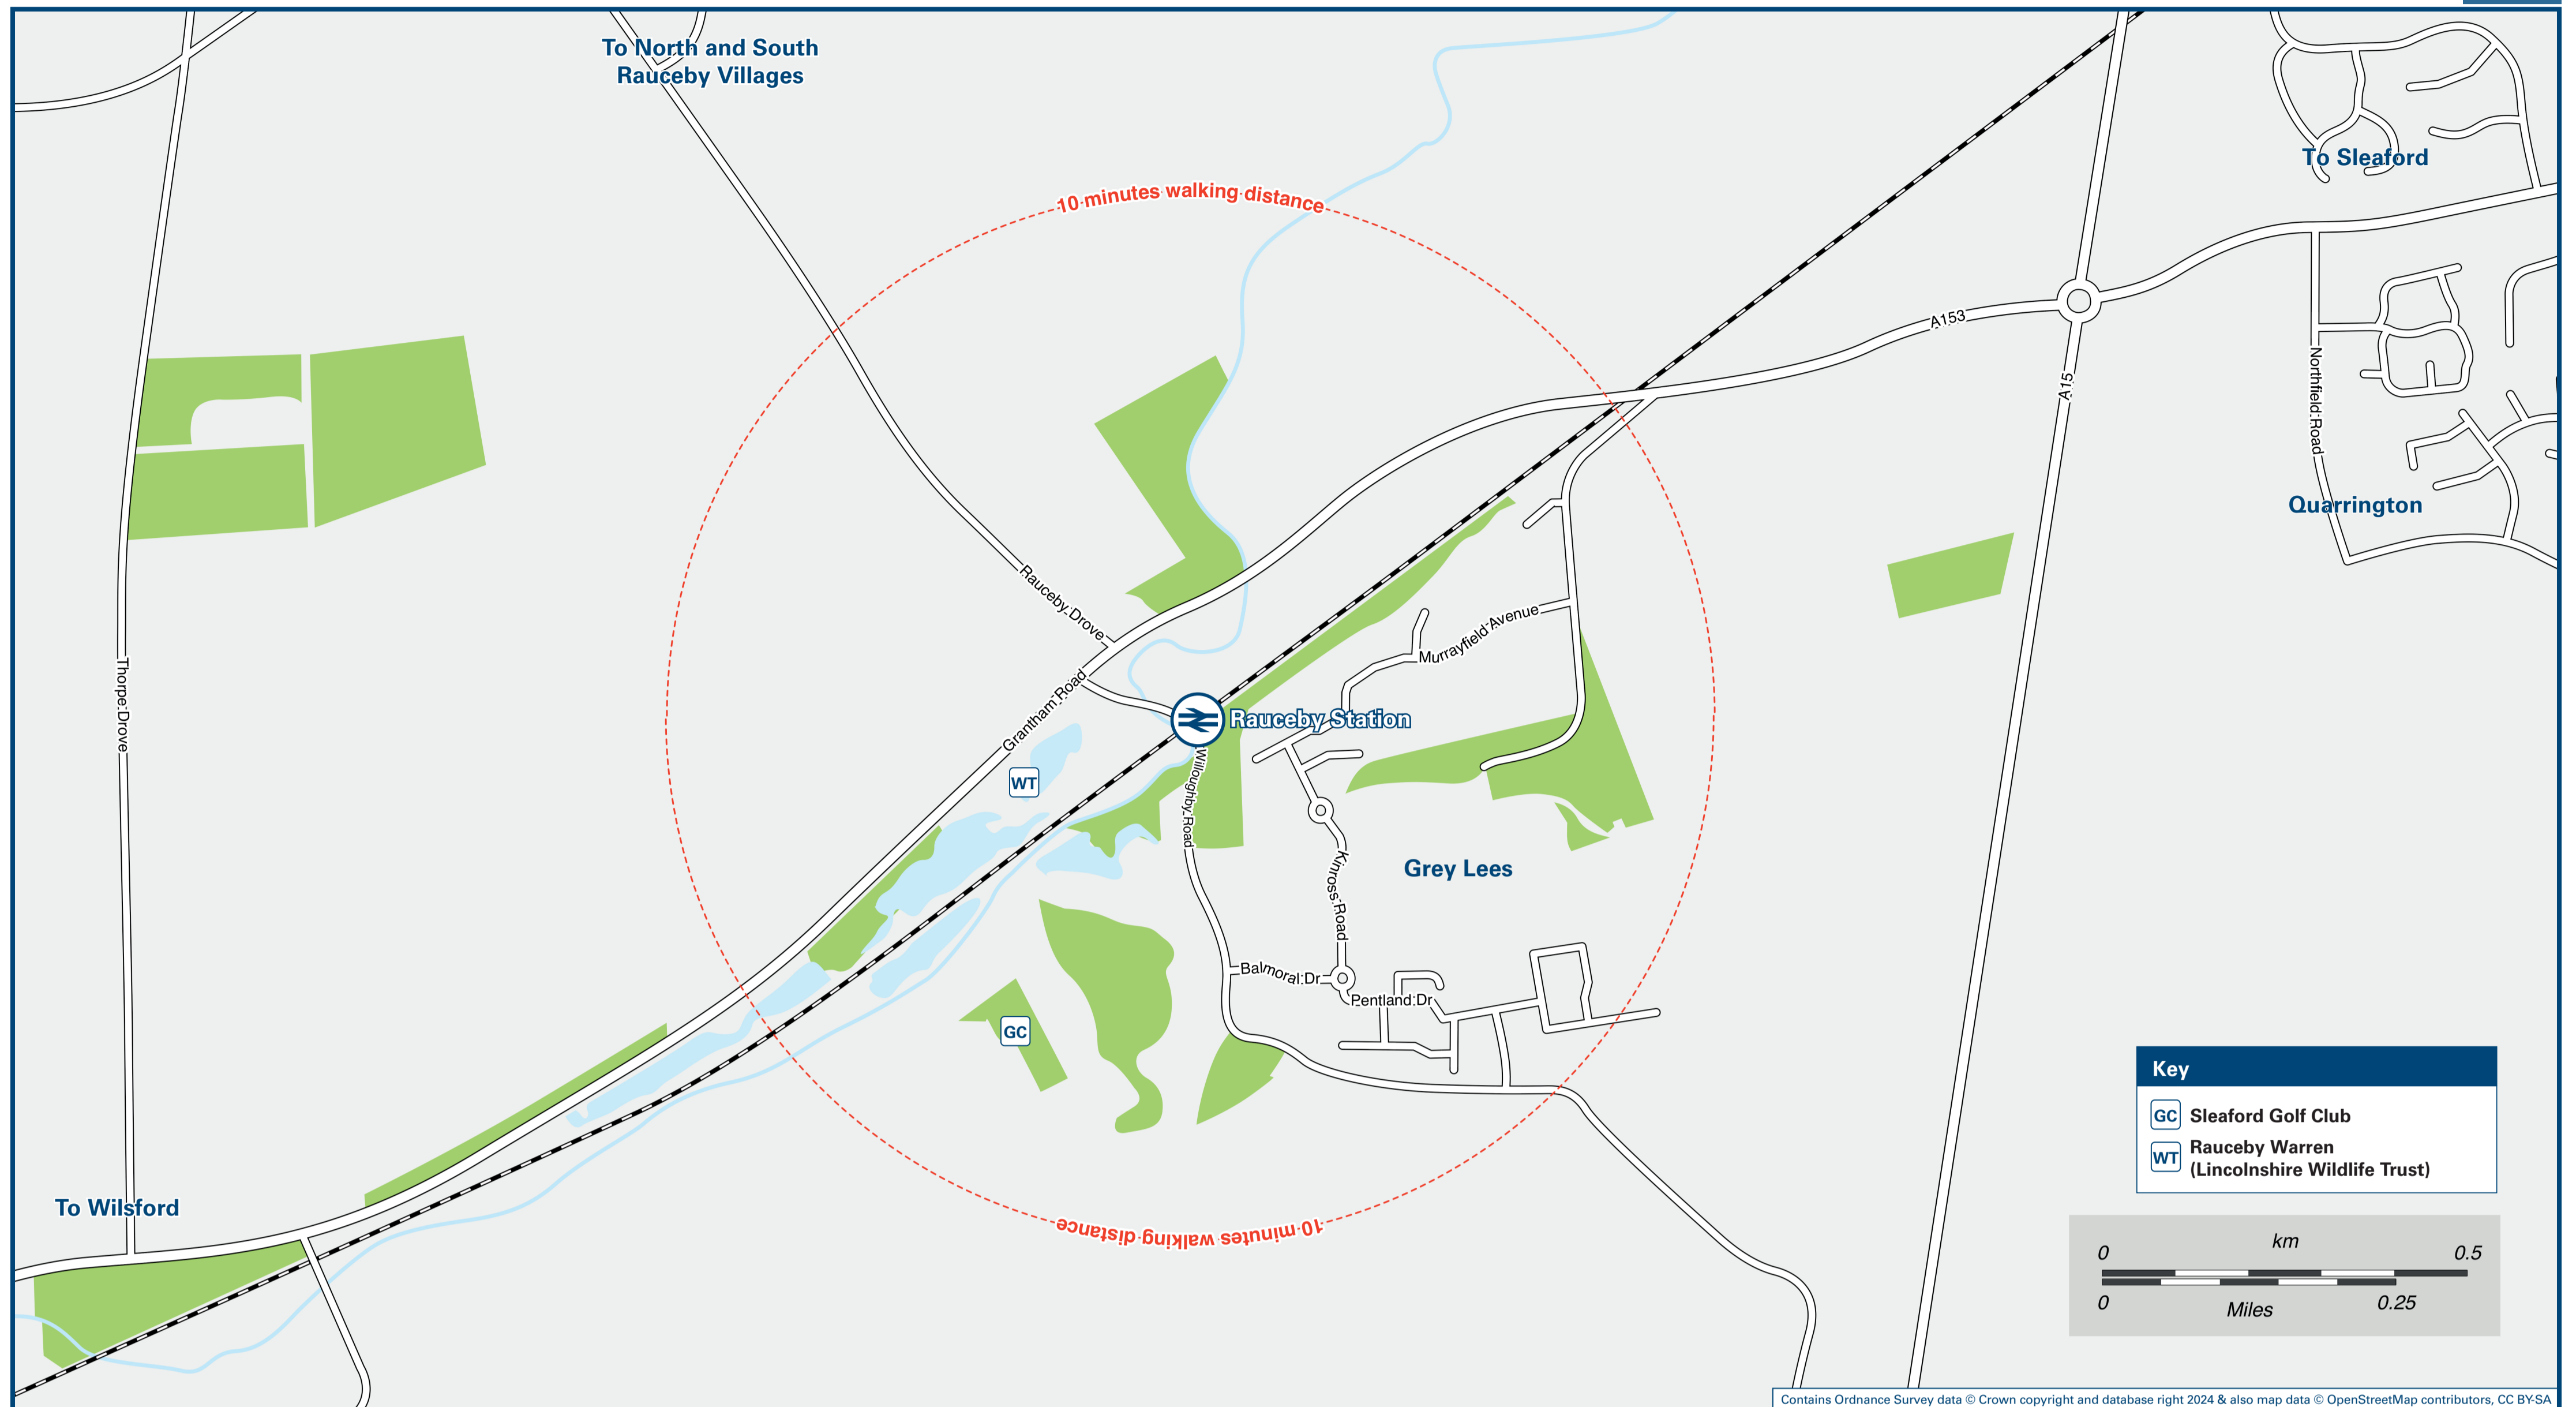 To North and South
Rauceby Villages
To Sleaford
10 minutes walking distance
A153
A15
Northfield Road
Quarrington
Rauceby Drove
Murrayfield Avenue
Thorpe Drove
Grantham Road
Rauceby Station
WT
Willoughby Road
Grey Lees
Kinross Road
Balmoral Dr
Pentland Dr
GC
To Wilsford
10 minutes walking distance
Key
GC Sleaford Golf Club
WT Rauceby Warren
(Lincolnshire Wildlife Trust)
km
0 0.5
0 0.25
Miles
Contains Ordnance Survey data © Crown copyright and database right 2024 & also map data © OpenStreetMap contributors, CC BY-SA